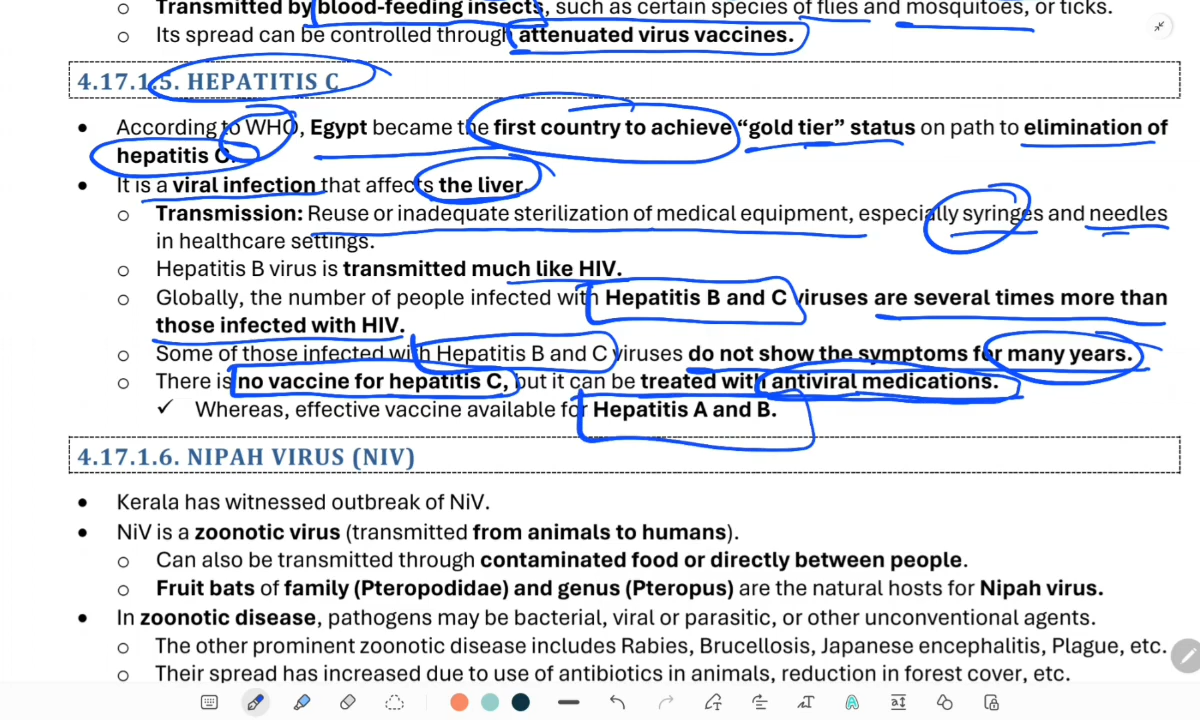 ○ Transmitted by blood-feeding insects, such as certain species of flies and mosquitoes, or ticks.
○ Its spread can be controlled through attenuated virus vaccines.
4.17.1.5. HEPATITIS C
• According to WHO, Egypt became the first country to achieve “gold tier” status on path to elimination of
hepatitis C.
• It is a viral infection that affects the liver.
○ Transmission: Reuse or inadequate sterilization of medical equipment, especially syringes and needles
in healthcare settings.
○ Hepatitis B virus is transmitted much like HIV.
○ Globally, the number of people infected with Hepatitis B and C viruses are several times more than
those infected with HIV.
○ Some of those infected with Hepatitis B and C viruses do not show the symptoms for many years.
○ There is no vaccine for hepatitis C, but it can be treated with antiviral medications.
✓ Whereas, effective vaccine available for Hepatitis A and B.
4.17.1.6. NIPAH VIRUS (NIV)
• Kerala has witnessed outbreak of NiV.
• NiV is a zoonotic virus (transmitted from animals to humans).
○ Can also be transmitted through contaminated food or directly between people.
○ Fruit bats of family (Pteropodidae) and genus (Pteropus) are the natural hosts for Nipah virus.
• In zoonotic disease, pathogens may be bacterial, viral or parasitic, or other unconventional agents.
○ The other prominent zoonotic disease includes Rabies, Brucellosis, Japanese encephalitis, Plague, etc.
○ Their spread has increased due to use of antibiotics in animals, reduction in forest cover, etc.